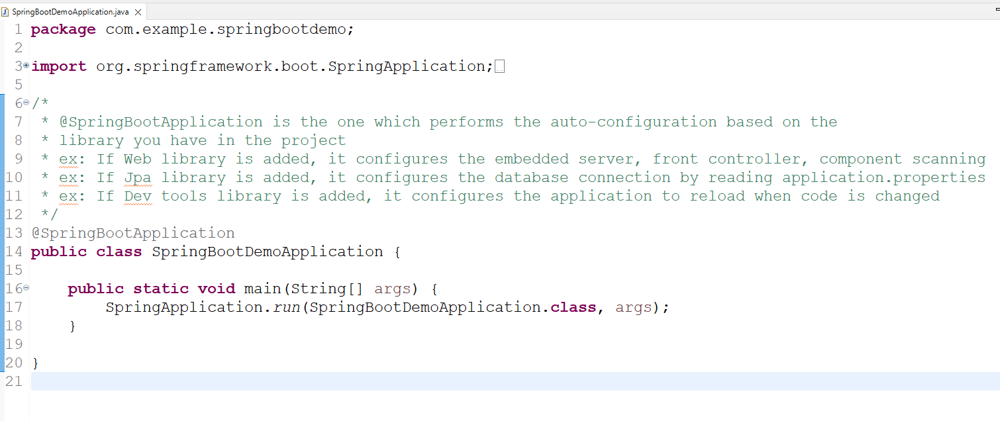 SpringBootDemoApplication.java
1 package com.example.springbootdemo;
2
3 import org.springframework.boot.SpringApplication;
5
6 /*
7 * @SpringBootApplication is the one which performs the auto-configuration based on the
8 * library you have in the project
9 * ex: If Web library is added, it configures the embedded server, front controller, component scanning
10 * ex: If Jpa library is added, it configures the database connection by reading application.properties
11 * ex: If Dev tools library is added, it configures the application to reload when code is changed
12 */
13 @SpringBootApplication
14 public class SpringBootDemoApplication {
15
16 public static void main(String[] args) {
17 SpringApplication.run(SpringBootDemoApplication.class, args);
18 }
19
20 }
21